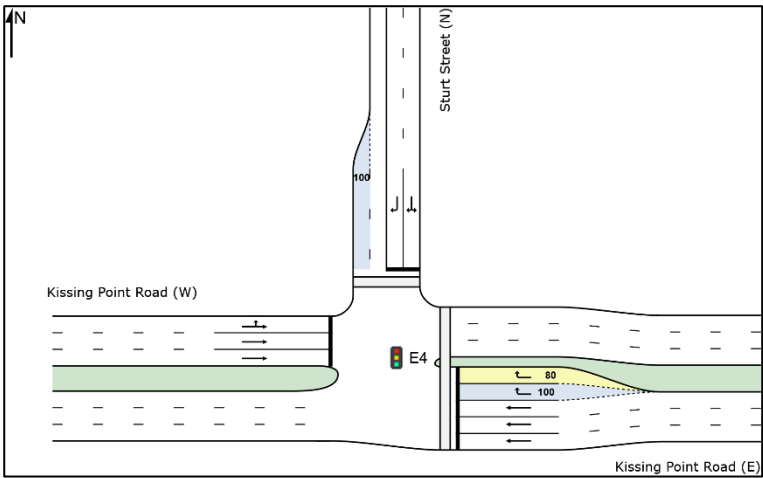 N
Sturt Street (N)
100
Kissing Point Road (W)
E4
80
100
Kissing Point Road (E)